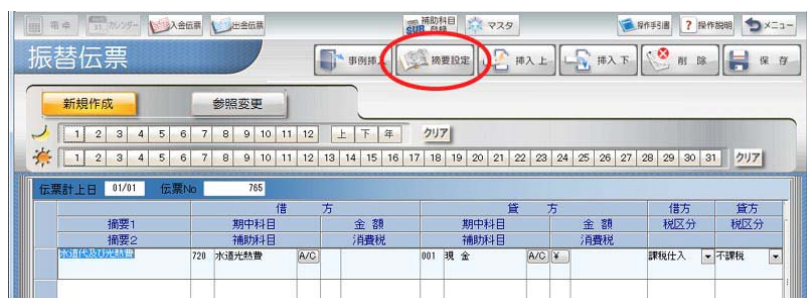 電卓 カレンダー 入金伝票 出金伝票 補助科目 SUB 登録 マスタ 操作手引書 ? 操作説明 メニュー
振替伝票 事例挿入 摘要設定 挿入上 挿入下 削除 保存
新規作成 参照変更
1 2 3 4 5 6 7 8 9 10 11 12 上 下 年 クリア
1 2 3 4 5 6 7 8 9 10 11 12 13 14 15 16 17 18 19 20 21 22 23 24 25 26 27 28 29 30 31 クリア
伝票計上日 01/01 伝票No 765
借方 貸方 借方 貸方
摘要1 期中科目 金額 期中科目 金額 税区分 税区分
摘要2 補助科目 消費税 補助科目 消費税
水道代及び光熱費 720 水道光熱費 A/C 001 現金 A/C ¥ 課税仕入 不課税